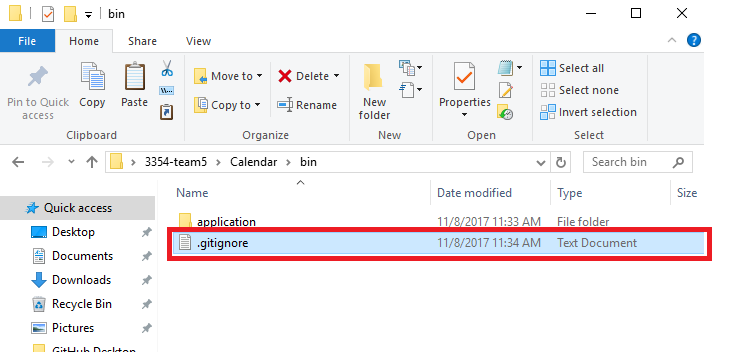 bin
File Home Share View
Pin to Quick access
Copy
Paste
Move to
Copy to
Delete
Rename
New folder
Properties
Select all
Select none
Invert selection
Clipboard Organize New Open Select
3354-team5 Calendar bin Search bin
Name Date modified Type Size
Quick access
Desktop
Documents
Downloads
Recycle Bin
Pictures
GitHub Desktop
application 11/8/2017 11:33 AM File folder
.gitignore 11/8/2017 11:34 AM Text Document